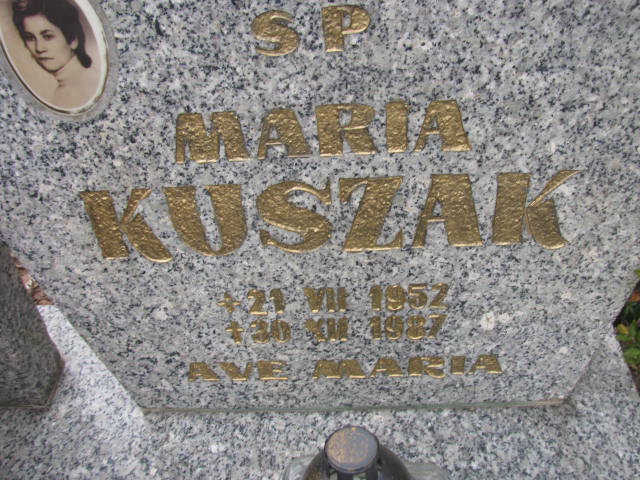 SP
MARIA
KUSZAK
+ 21 VII 1952
+ 30 XII 1987
AVE MARIA